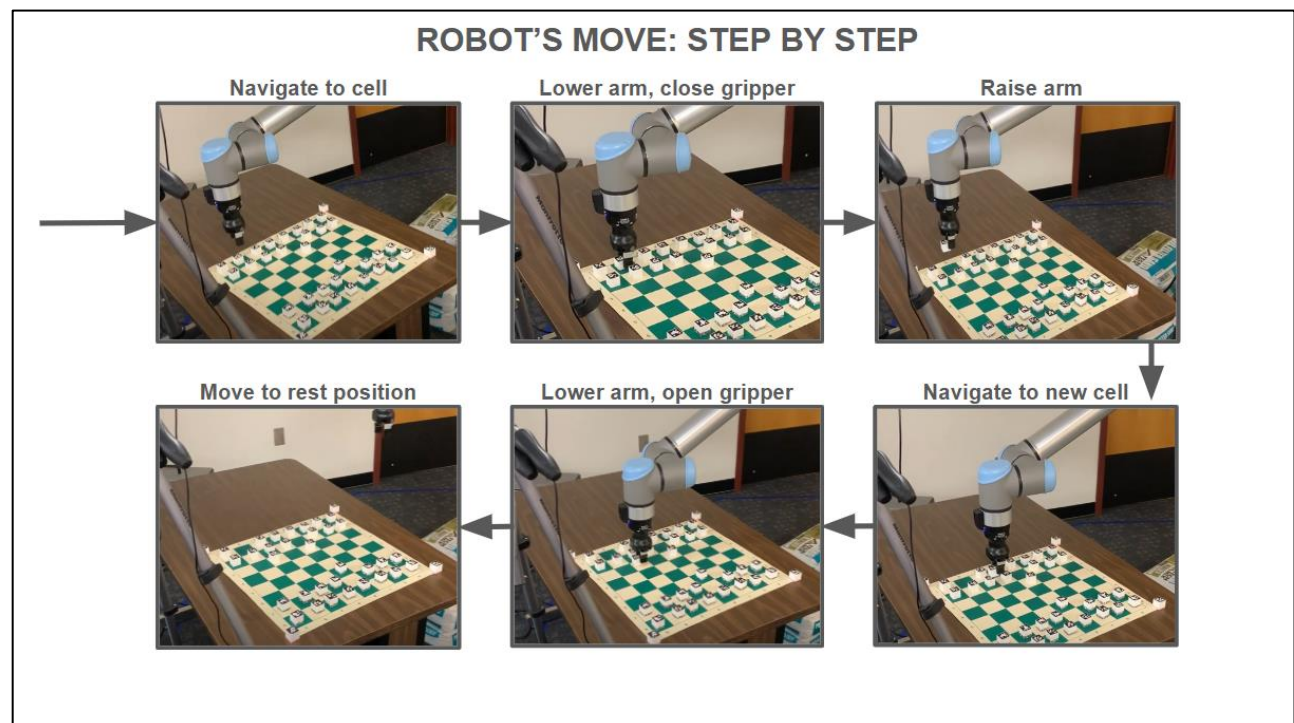 ROBOT'S MOVE: STEP BY STEP
Navigate to cell
Lower arm, close gripper
Raise arm
Navigate to new cell
Lower arm, open gripper
Move to rest position